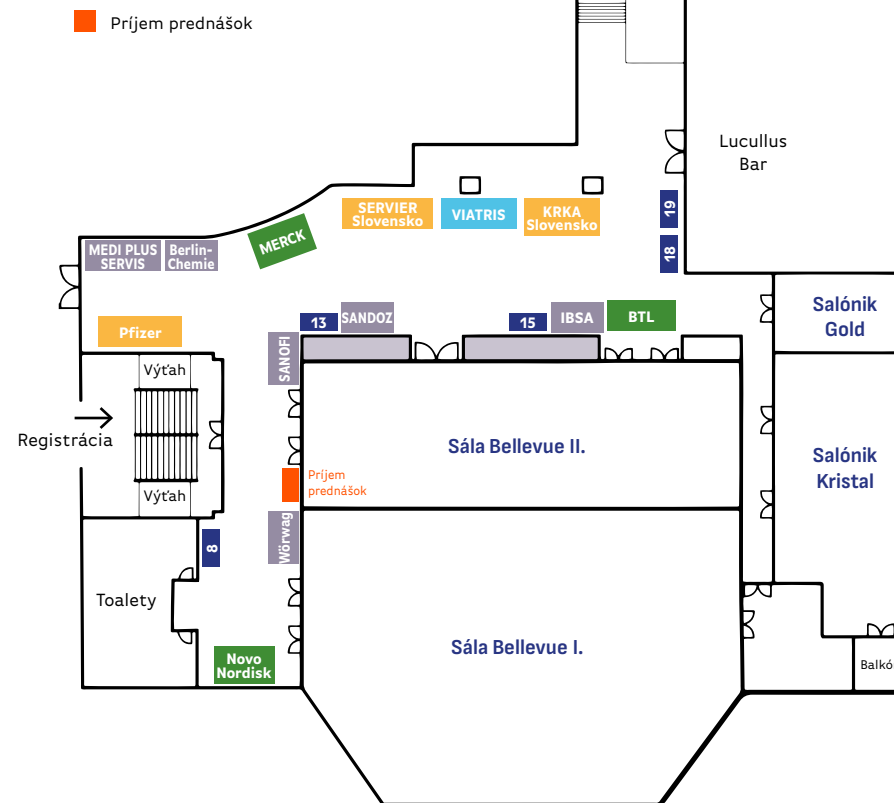 Príjem prednášok
Lucullus
Bar
19
SERVIER
Slovensko
VIATRIS
KRKA
Slovensko
MERCK
18
MEDI PLUS
SERVIS
Berlin-
Chemie
Salónik
Gold
13
SANDOZ
15
IBSA
BTL
Pfizer
SANOFI
Výťah
Registrácia
Sála Bellevue II.
Salónik
Kristal
Príjem
prednášok
Výťah
Wörwag
8
Toalety
Sála Bellevue I.
Novo
Nordisk
Balkó